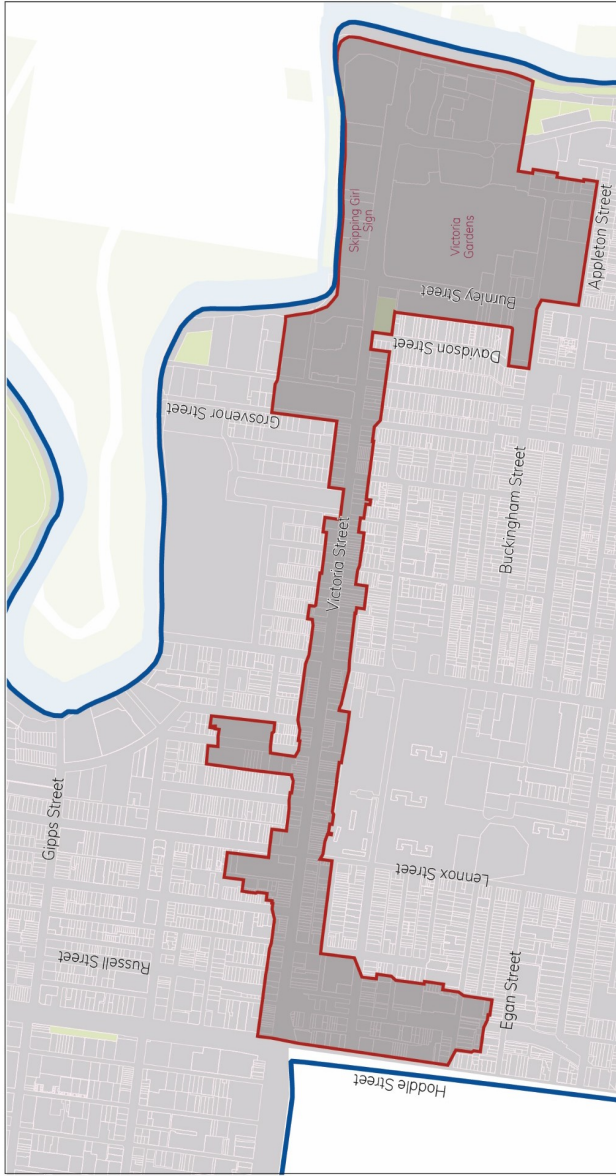 Skipping Girl
Sign
Victoria
Gardens
Appleton Street
Burney Street
Davidson Street
Grosvenor Street
Buckingham Street
Victoria Street
Gipps Street
Lennox Street
Russell Street
Egan Street
Hoddle Street